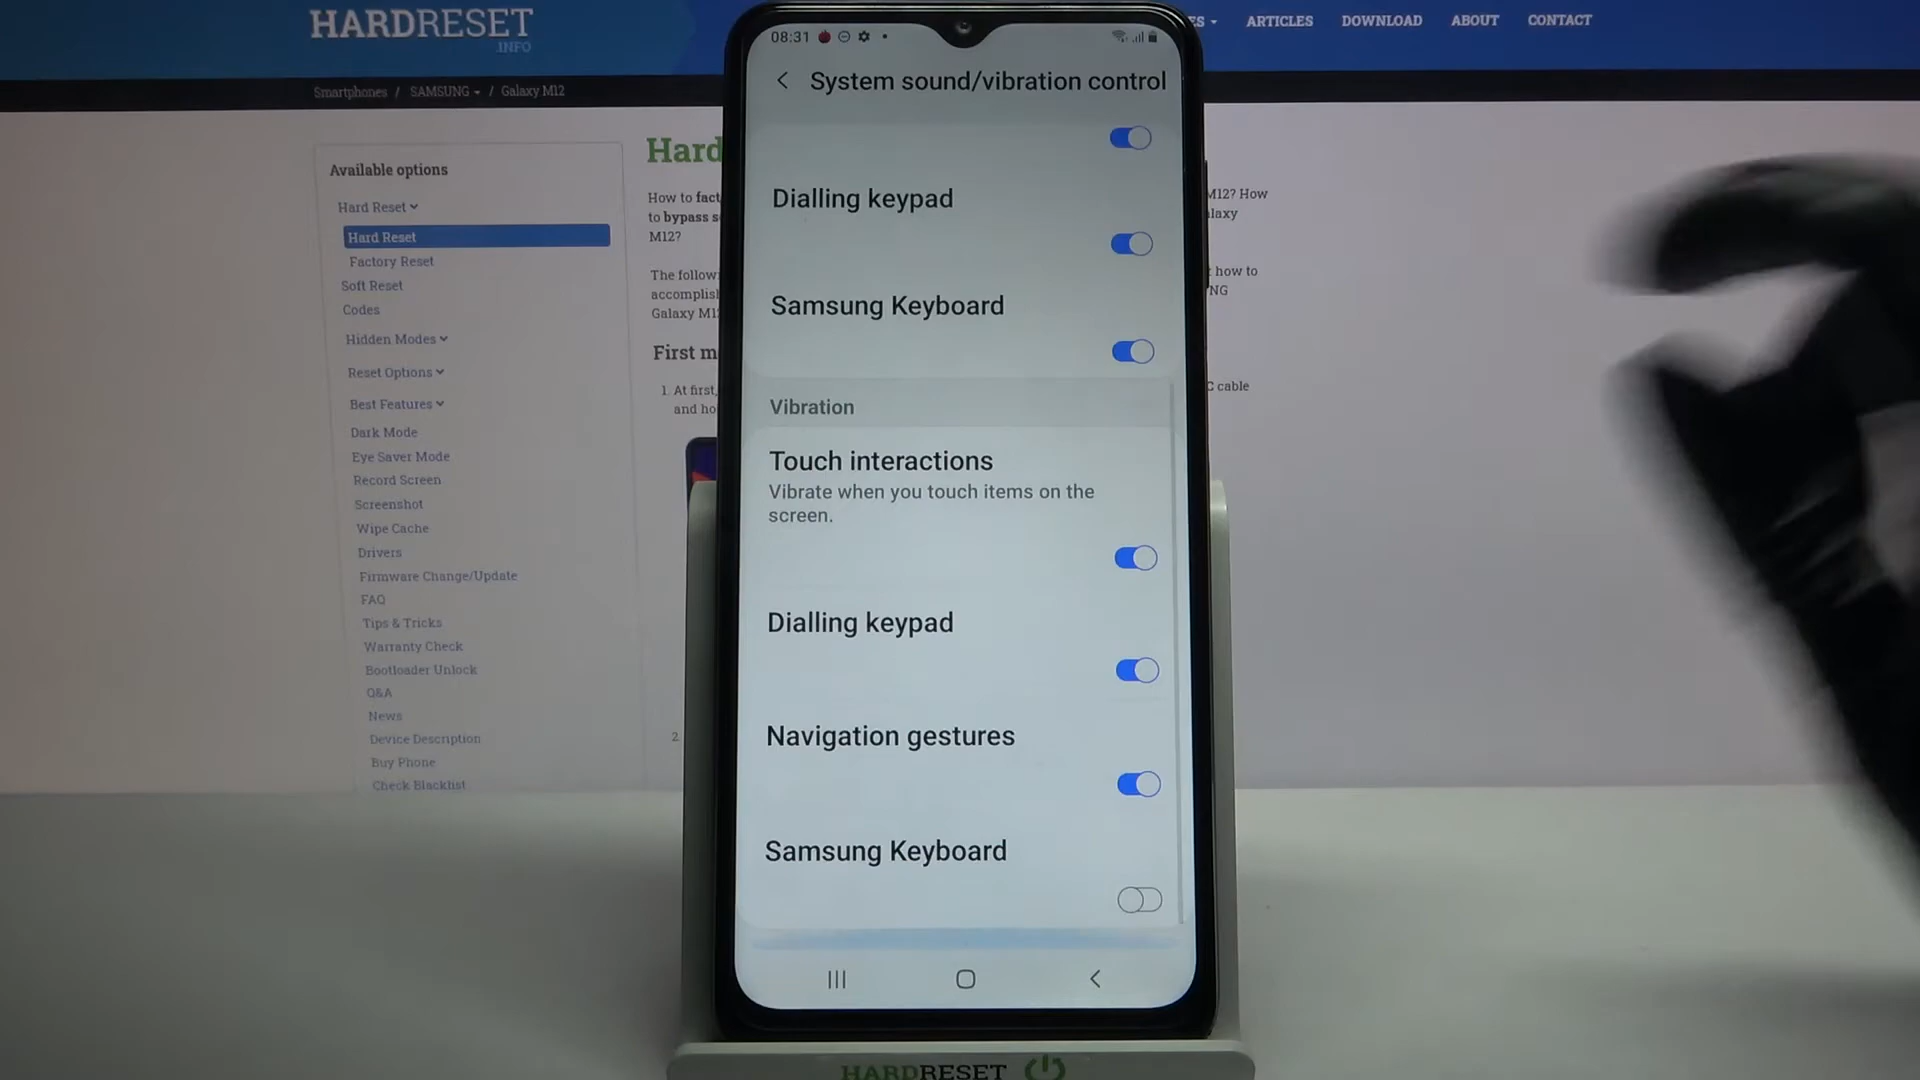 HARDRESET
.INFO
ARTICLES
DOWNLOAD
ABOUT
CONTACT
Smartphones / SAMSUNG / Galaxy M12
Available options
Hard Reset
Hard Reset
Factory Reset
Soft Reset
Codes
Hidden Modes
Reset Options
Best Features
Dark Mode
Eye Saver Mode
Record Screen
Screenshot
Wipe Cache
Drivers
Firmware Change/Update
FAQ
Tips & Tricks
Warranty Check
Bootloader Unlock
Q&A
News
Device Description
Buy Phone
Check Blacklist
Hard
How to fact
to bypass s
M12?
The follow
accomplis
Galaxy M1
First m
1. At first,
and ho
2.
M12? How
how to
C cable
08:31
System sound/vibration control
Dialling keypad
Samsung Keyboard
Vibration
Touch interactions
Vibrate when you touch items on the
screen.
Dialling keypad
Navigation gestures
Samsung Keyboard
HARDRESET